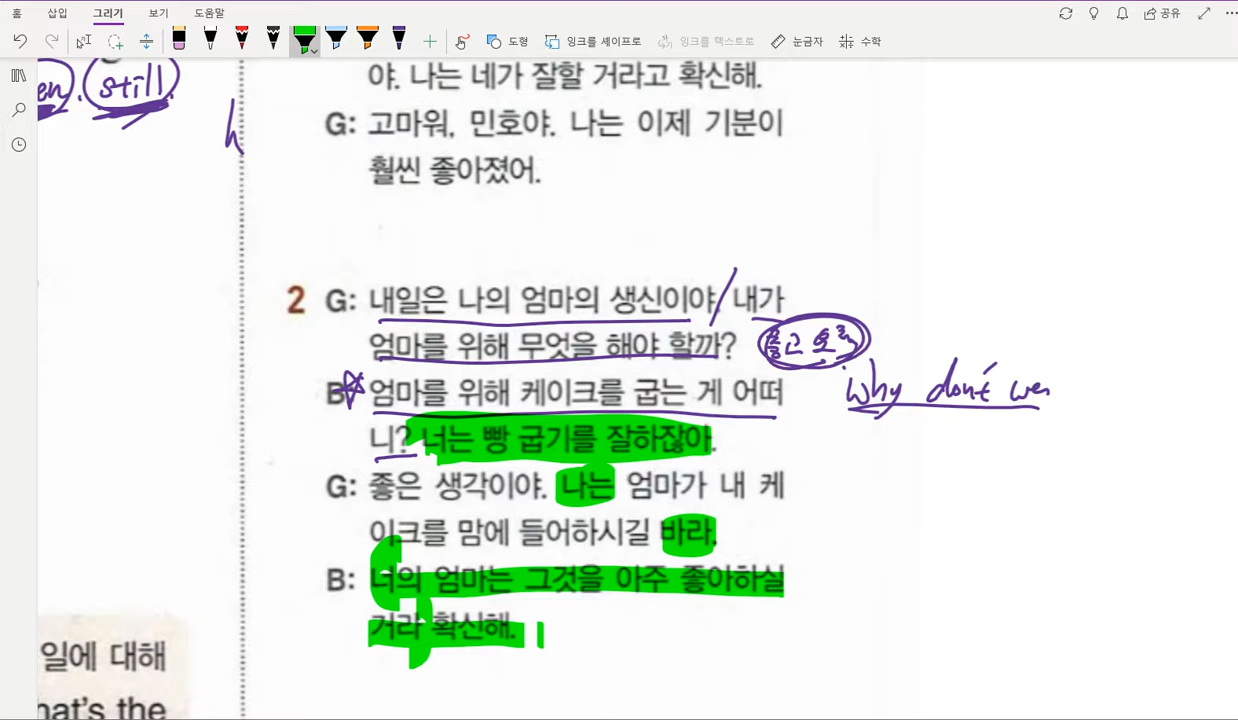 홈 삽입 그리기 보기 도움말
공유
도형 잉크를 셰이프로 잉크를 텍스트로 눈금자 수학
en. still
h
야. 나는 네가 잘할 거라고 확신해.
G: 고마워, 민호야. 나는 이제 기분이
훨씬 좋아졌어.
2 G: 내일은 나의 엄마의 생신이야. 내가
엄마를 위해 무엇을 해야 할까?
B: 엄마를 위해 케이크를 굽는 게 어떠
why don't we
니? 너는 빵 굽기를 잘하잖아.
G: 좋은 생각이야. 나는 엄마가 내 케
이크를 맘에 들어하시길 바라.
B: 너의 엄마는 그것을 아주 좋아하실
거라 확신해.
일에 대해
hat's the